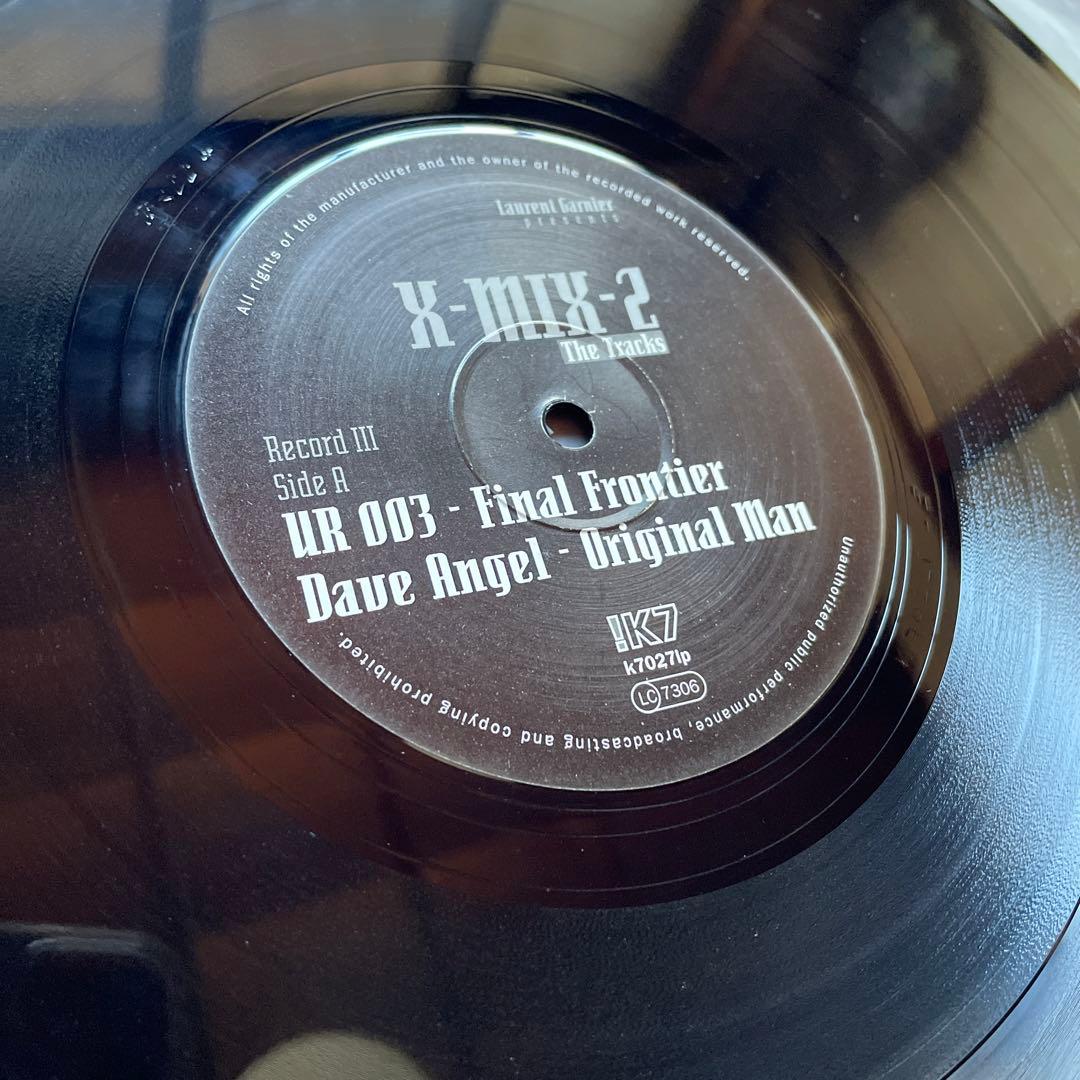 All rights of the manufacturer and the owner of the recorded work reserved.
Laurent Garnier
presents
X-MIX-2
The Tracks
Record III
Side A
UR 003 - Final Frontier
Dave Angel - Original Man
!K7
k7027lp
LC 7306
Unauthorized public performance, broadcasting and copying prohibited.